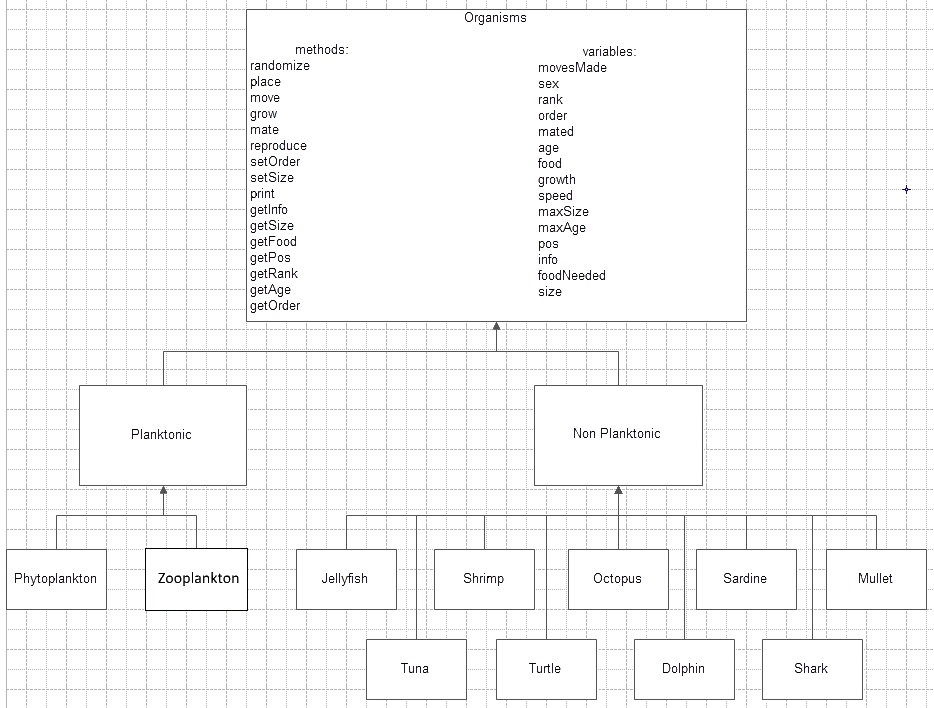 Organisms
methods:
randomize
place
move
grow
mate
reproduce
setOrder
setSize
print
getInfo
getSize
getFood
getPos
getRank
getAge
getOrder
variables:
movesMade
sex
rank
order
mated
age
food
growth
speed
maxSize
maxAge
pos
info
foodNeeded
size
Planktonic
Non Planktonic
Phytoplankton
Zooplankton
Jellyfish
Shrimp
Octopus
Sardine
Mullet
Tuna
Turtle
Dolphin
Shark